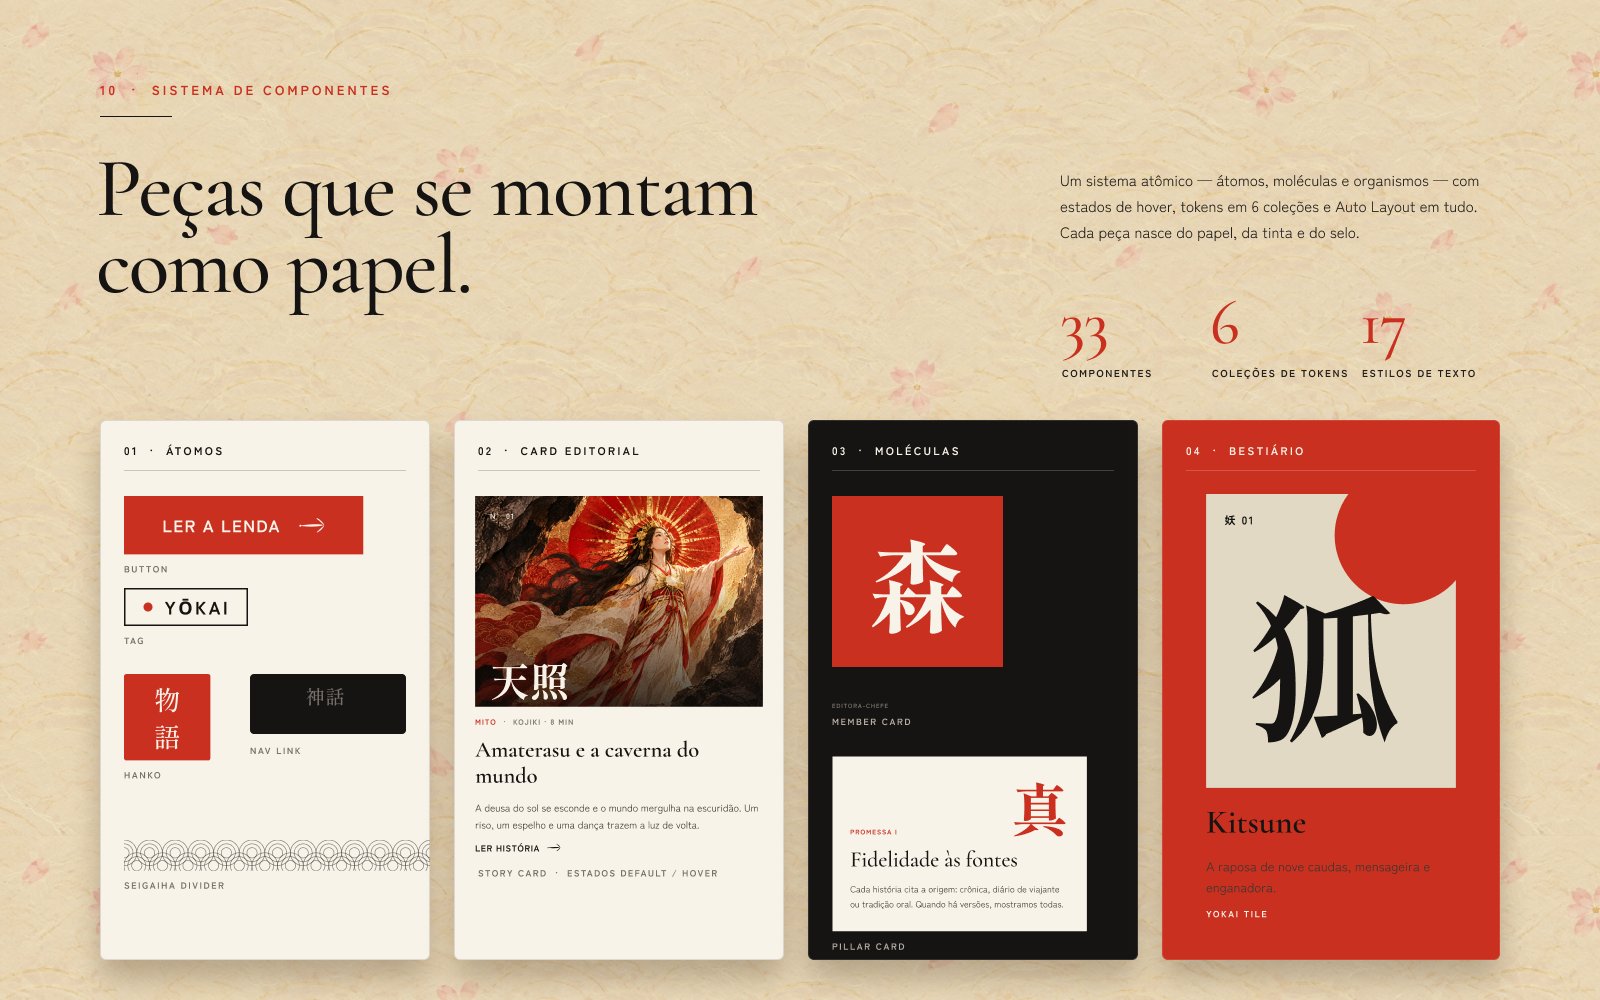 10 · SISTEMA DE COMPONENTES
Peças que se montam
como papel.
Um sistema atômico — átomos, moléculas e organismos — com
estados de hover, tokens em 6 coleções e Auto Layout em tudo.
Cada peça nasce do papel, da tinta e do selo.
33
COMPONENTES
6
COLEÇÕES DE TOKENS
17
ESTILOS DE TEXTO
01 · ÁTOMOS
LER A LENDA →
BUTTON
YŌKAI
TAG
物
語
HANKO
神話
NAV LINK
SEIGAIHA DIVIDER
02 · CARD EDITORIAL
Nº 01
天照
MITO · KOJIKI · 8 MIN
Amaterasu e a caverna do
mundo
A deusa do sol se esconde e o mundo mergulha na escuridão. Um
riso, um espelho e uma dança trazem a luz de volta.
LER HISTÓRIA →
STORY CARD · ESTADOS DEFAULT / HOVER
03 · MOLÉCULAS
森
EDITORA-CHEFE
MEMBER CARD
真
PROMESSA I
Fidelidade às fontes
Cada história cita a origem: crônica, diário de viajante
ou tradição oral. Quando há versões, mostramos todas.
PILLAR CARD
04 · BESTIÁRIO
妖 01
狐
Kitsune
A raposa de nove caudas, mensageira e
enganadora.
YOKAI TILE